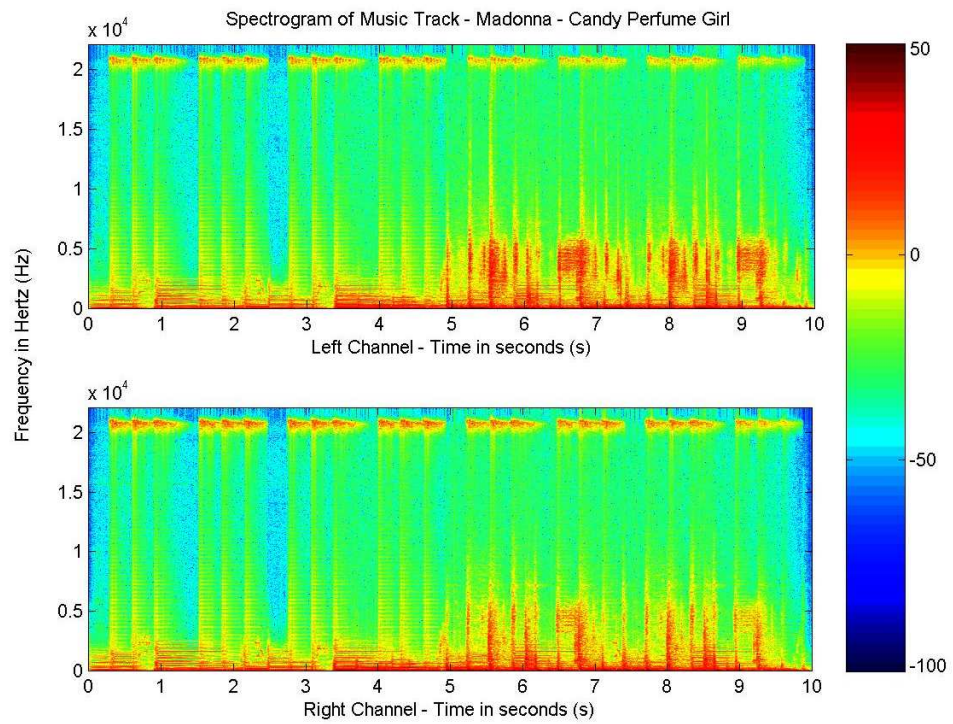 Spectrogram of Music Track - Madonna - Candy Perfume Girl
x 10^4
2
1.5
1
0.5
0
0 1 2 3 4 5 6 7 8 9 10
Left Channel - Time in seconds (s)
Frequency in Hertz (Hz)
x 10^4
2
1.5
1
0.5
0
0 1 2 3 4 5 6 7 8 9 10
Right Channel - Time in seconds (s)
50
0
-50
-100